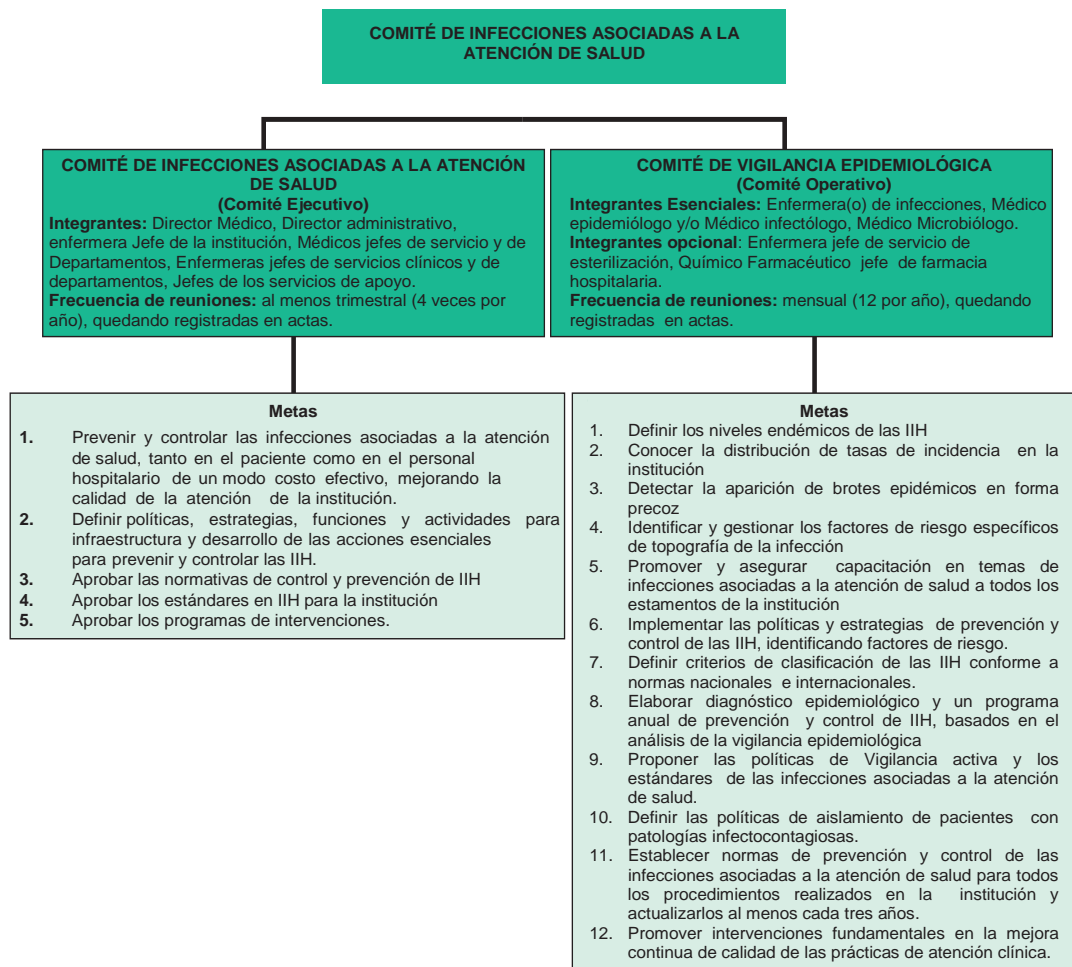 COMITÉ DE INFECCIONES ASOCIADAS A LA
ATENCIÓN DE SALUD
COMITÉ DE INFECCIONES ASOCIADAS A LA ATENCIÓN
DE SALUD
(Comité Ejecutivo)
Integrantes: Director Médico, Director administrativo,
enfermera Jefe de la institución, Médicos jefes de servicio y de
Departamentos, Enfermeras jefes de servicios clínicos y de
departamentos, Jefes de los servicios de apoyo.
Frecuencia de reuniones: al menos trimestral (4 veces por
año), quedando registradas en actas.
COMITÉ DE VIGILANCIA EPIDEMIOLÓGICA
(Comité Operativo)
Integrantes Esenciales: Enfermera(o) de infecciones, Médico
epidemiólogo y/o Médico infectólogo, Médico Microbiólogo.
Integrantes opcional: Enfermera jefe de servicio de
esterilización, Químico Farmacéutico jefe de farmacia
hospitalaria.
Frecuencia de reuniones: mensual (12 por año), quedando
registradas en actas.
Metas
1. Prevenir y controlar las infecciones asociadas a la atención
de salud, tanto en el paciente como en el personal
hospitalario de un modo costo efectivo, mejorando la
calidad de la atención de la institución.
2. Definir políticas, estrategias, funciones y actividades para
infraestructura y desarrollo de las acciones esenciales
para prevenir y controlar las IIH.
3. Aprobar las normativas de control y prevención de IIH
4. Aprobar los estándares en IIH para la institución
5. Aprobar los programas de intervenciones.
Metas
1. Definir los niveles endémicos de las IIH
2. Conocer la distribución de tasas de incidencia en la
institución
3. Detectar la aparición de brotes epidémicos en forma
precoz
4. Identificar y gestionar los factores de riesgo específicos
de topografía de la infección
5. Promover y asegurar capacitación en temas de
infecciones asociadas a la atención de salud a todos los
estamentos de la institución
6. Implementar las políticas y estrategias de prevención y
control de las IIH, identificando factores de riesgo.
7. Definir criterios de clasificación de las IIH conforme a
normas nacionales e internacionales.
8. Elaborar diagnóstico epidemiológico y un programa
anual de prevención y control de IIH, basados en el
análisis de la vigilancia epidemiológica
9. Proponer las políticas de Vigilancia activa y los
estándares de las infecciones asociadas a la atención
de salud.
10. Definir las políticas de aislamiento de pacientes con
patologías infectocontagiosas.
11. Establecer normas de prevención y control de las
infecciones asociadas a la atención de salud para todos
los procedimientos realizados en la institución y
actualizarlos al menos cada tres años.
12. Promover intervenciones fundamentales en la mejora
continua de calidad de las prácticas de atención clínica.